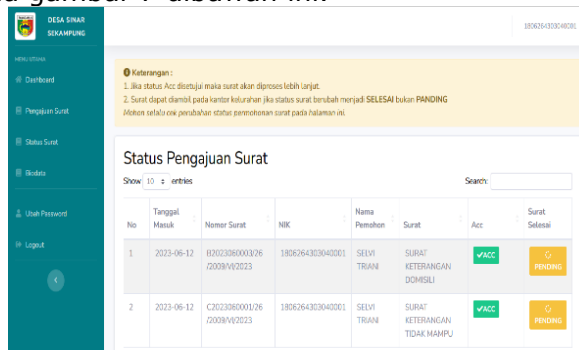 DESA SINAR
SEKAMPUNG
MENU UTAMA
Dashboard
Pengajuan Surat
Status Surat
Biodata
Ubah Password
Logout
Keterangan :
1. Jika status Acc disetujui maka surat akan diproses lebih lanjut.
2. Surat dapat diambil pada kantor kelurahan jika status surat berubah menjadi SELESAI bukan PANDING
Mohon selalu cek perubahan status permohonan surat pada halaman ini.
Status Pengajuan Surat
Show 10 entries
Search:
No Tanggal Masuk Nomor Surat NIK Nama Pemohon Surat Acc Surat Selesai
1 2023-06-12 B2023060003/26 /2009/VI/2023 1806264303040001 SELVI TRIANI SURAT KETERANGAN DOMISILI ACC PENDING
2 2023-06-12 C2023060001/26 /2009/VI/2023 1806264303040001 SELVI TRIANI SURAT KETERANGAN TIDAK MAMPU ACC PENDING